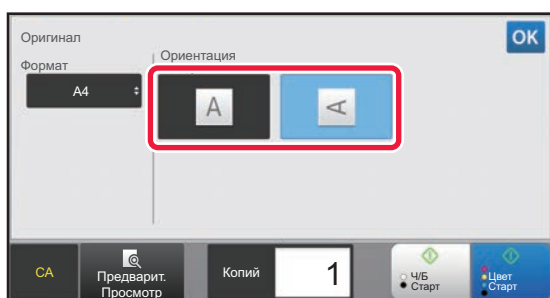 Оригинал
OK
Формат
Ориентация
A4
A
A
CA
Предварит.
Просмотр
Копий
1
Ч/Б
Старт
Цвет
Старт